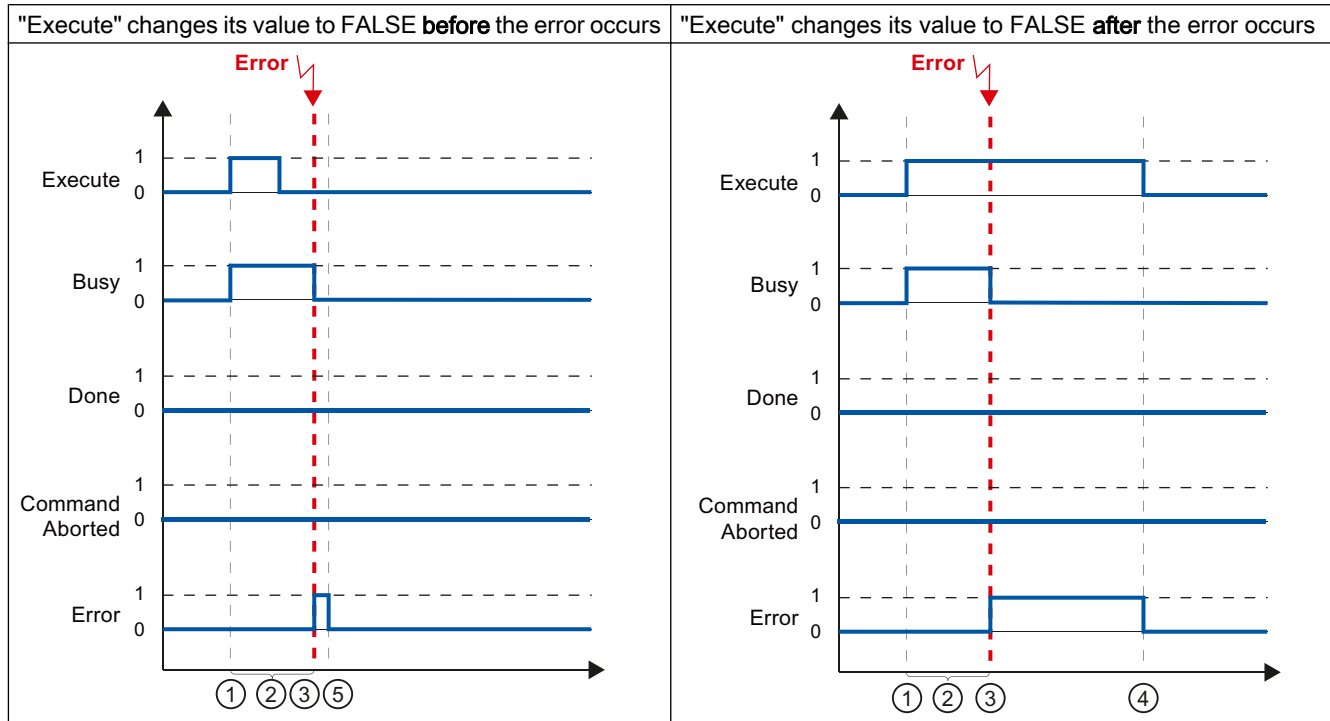 "Execute" changes its value to FALSE before the error occurs
Error
1
Execute
0
1
Busy
0
1
Done
0
1
Command
Aborted
0
1
Error
0
① ② ③ ⑤
"Execute" changes its value to FALSE after the error occurs
Error
1
Execute
0
1
Busy
0
1
Done
0
1
Command
Aborted
0
1
Error
0
① ② ③ ④